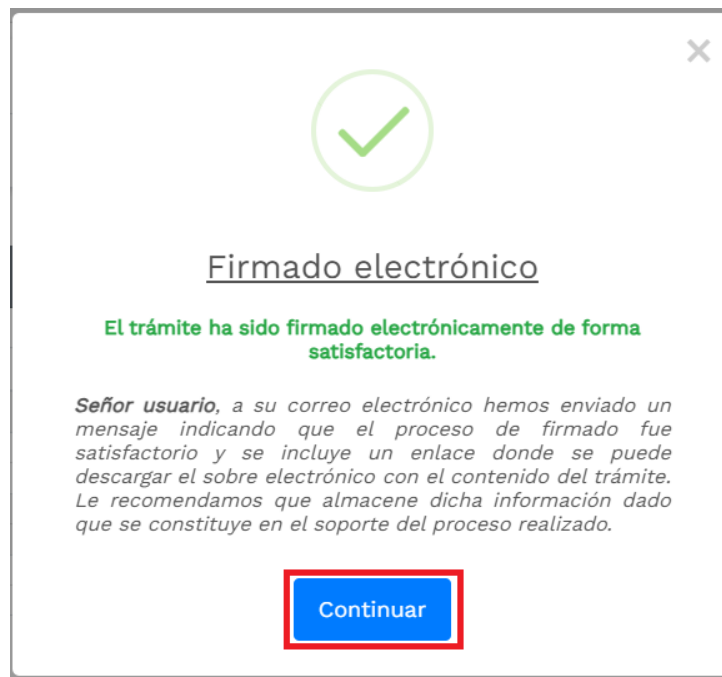 Firmado electrónico
El trámite ha sido firmado electrónicamente de forma
satisfactoria.
Señor usuario, a su correo electrónico hemos enviado un
mensaje indicando que el proceso de firmado fue
satisfactorio y se incluye un enlace donde se puede
descargar el sobre electrónico con el contenido del trámite.
Le recomendamos que almacene dicha información dado
que se constituye en el soporte del proceso realizado.
Continuar